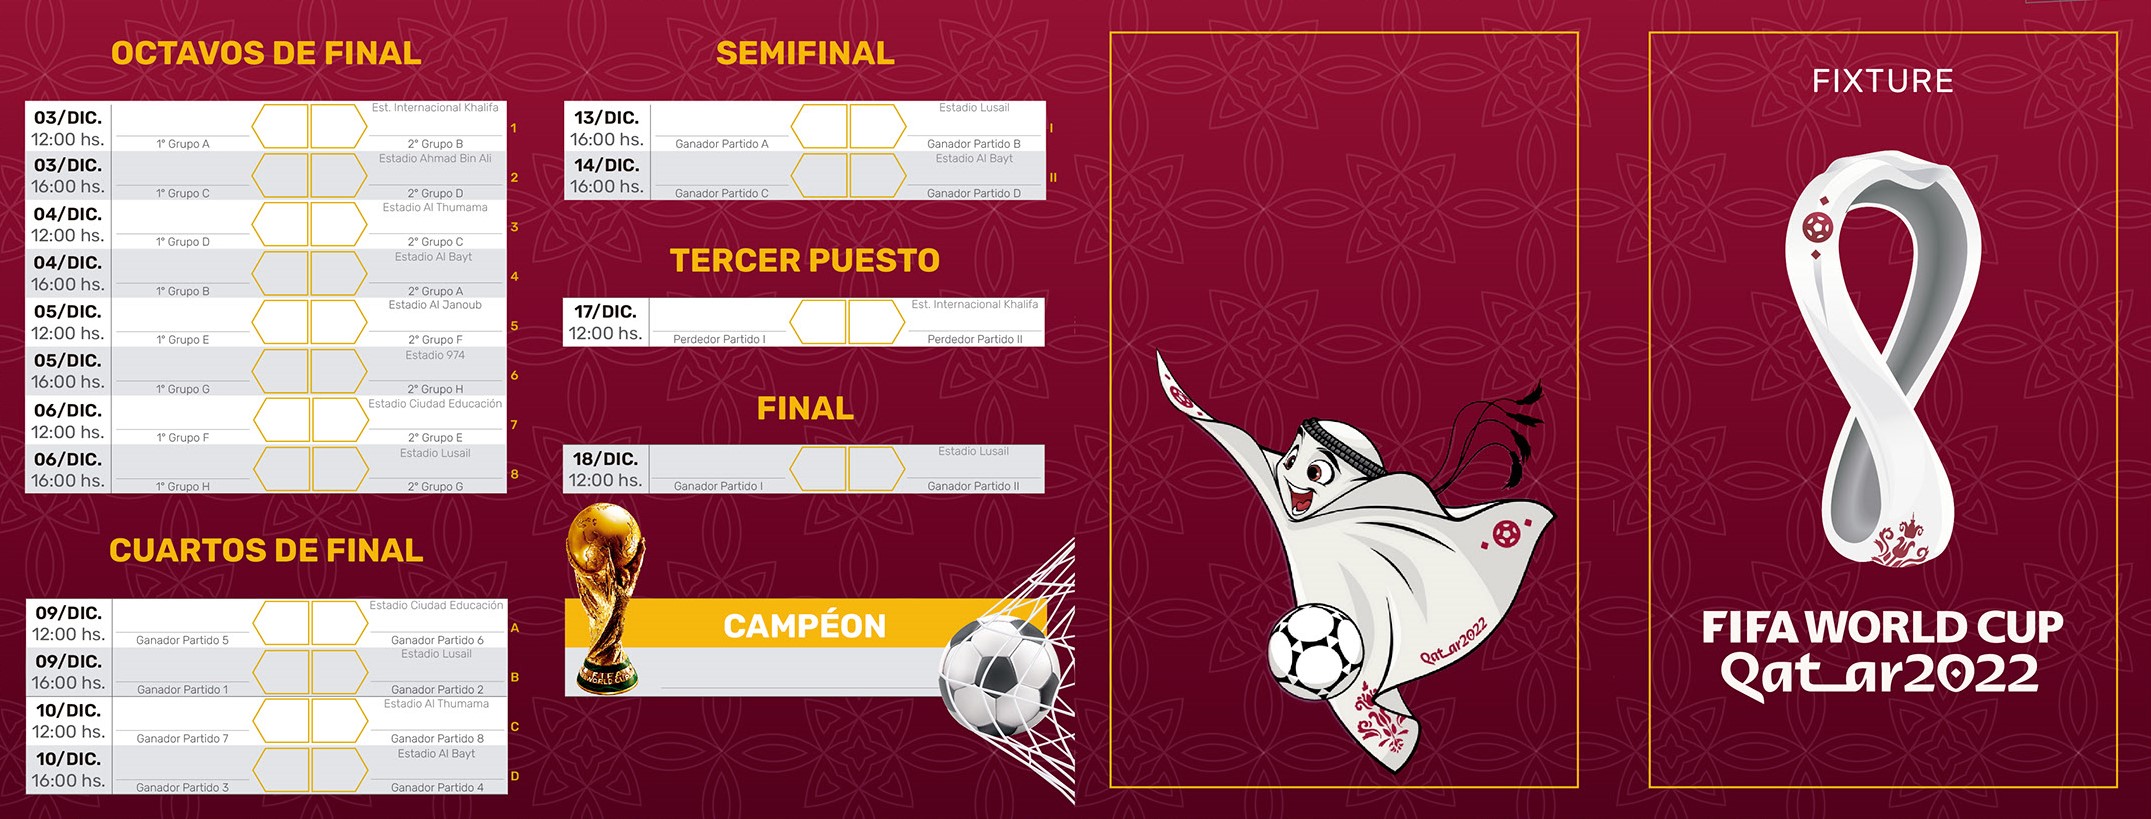 OCTAVOS DE FINAL
03/DIC.
12:00 hs.
1° Grupo A
Est. Internacional Khalifa
2° Grupo B
1
03/DIC.
16:00 hs.
1° Grupo C
Estadio Ahmad Bin Ali
2° Grupo D
2
04/DIC.
12:00 hs.
1° Grupo D
Estadio Al Thumama
2° Grupo C
3
04/DIC.
16:00 hs.
1° Grupo B
Estadio Al Bayt
2° Grupo A
4
05/DIC.
12:00 hs.
1° Grupo E
Estadio Al Janoub
2° Grupo F
5
05/DIC.
16:00 hs.
1° Grupo G
Estadio 974
2° Grupo H
6
06/DIC.
12:00 hs.
1° Grupo F
Estadio Ciudad Educación
2° Grupo E
7
06/DIC.
16:00 hs.
1° Grupo H
Estadio Lusail
2° Grupo G
8
CUARTOS DE FINAL
09/DIC.
12:00 hs.
Ganador Partido 5
Estadio Ciudad Educación
Ganador Partido 6
A
09/DIC.
16:00 hs.
Ganador Partido 1
Estadio Lusail
Ganador Partido 2
B
10/DIC.
12:00 hs.
Ganador Partido 7
Estadio Al Thumama
Ganador Partido 8
C
10/DIC.
16:00 hs.
Ganador Partido 3
Estadio Al Bayt
Ganador Partido 4
D
SEMIFINAL
13/DIC.
16:00 hs.
Ganador Partido A
Estadio Lusail
Ganador Partido B
I
14/DIC.
16:00 hs.
Ganador Partido C
Estadio Al Bayt
Ganador Partido D
II
TERCER PUESTO
17/DIC.
12:00 hs.
Perdedor Partido I
Est. Internacional Khalifa
Perdedor Partido II
FINAL
18/DIC.
12:00 hs.
Ganador Partido I
Estadio Lusail
Ganador Partido II
CAMPÉON
FIFA
WORLD CUP
Qatar2022
FIXTURE
FIFA WORLD CUP
Qatar2022